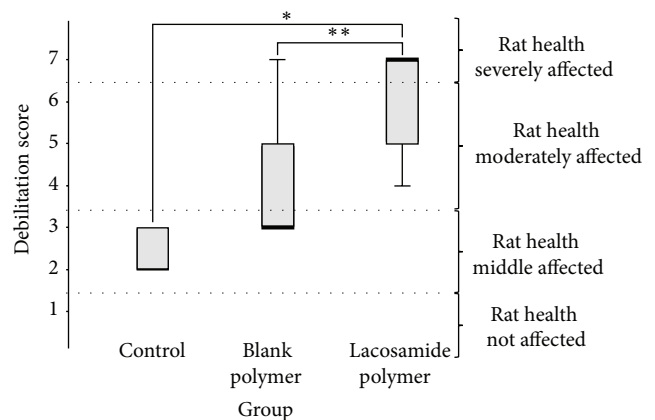 *
**
Debilitation score
7
6
5
4
3
2
1
Rat health
severely affected
Rat health
moderately affected
Rat health
middle affected
Rat health
not affected
Control
Blank
polymer
Lacosamide
polymer
Group